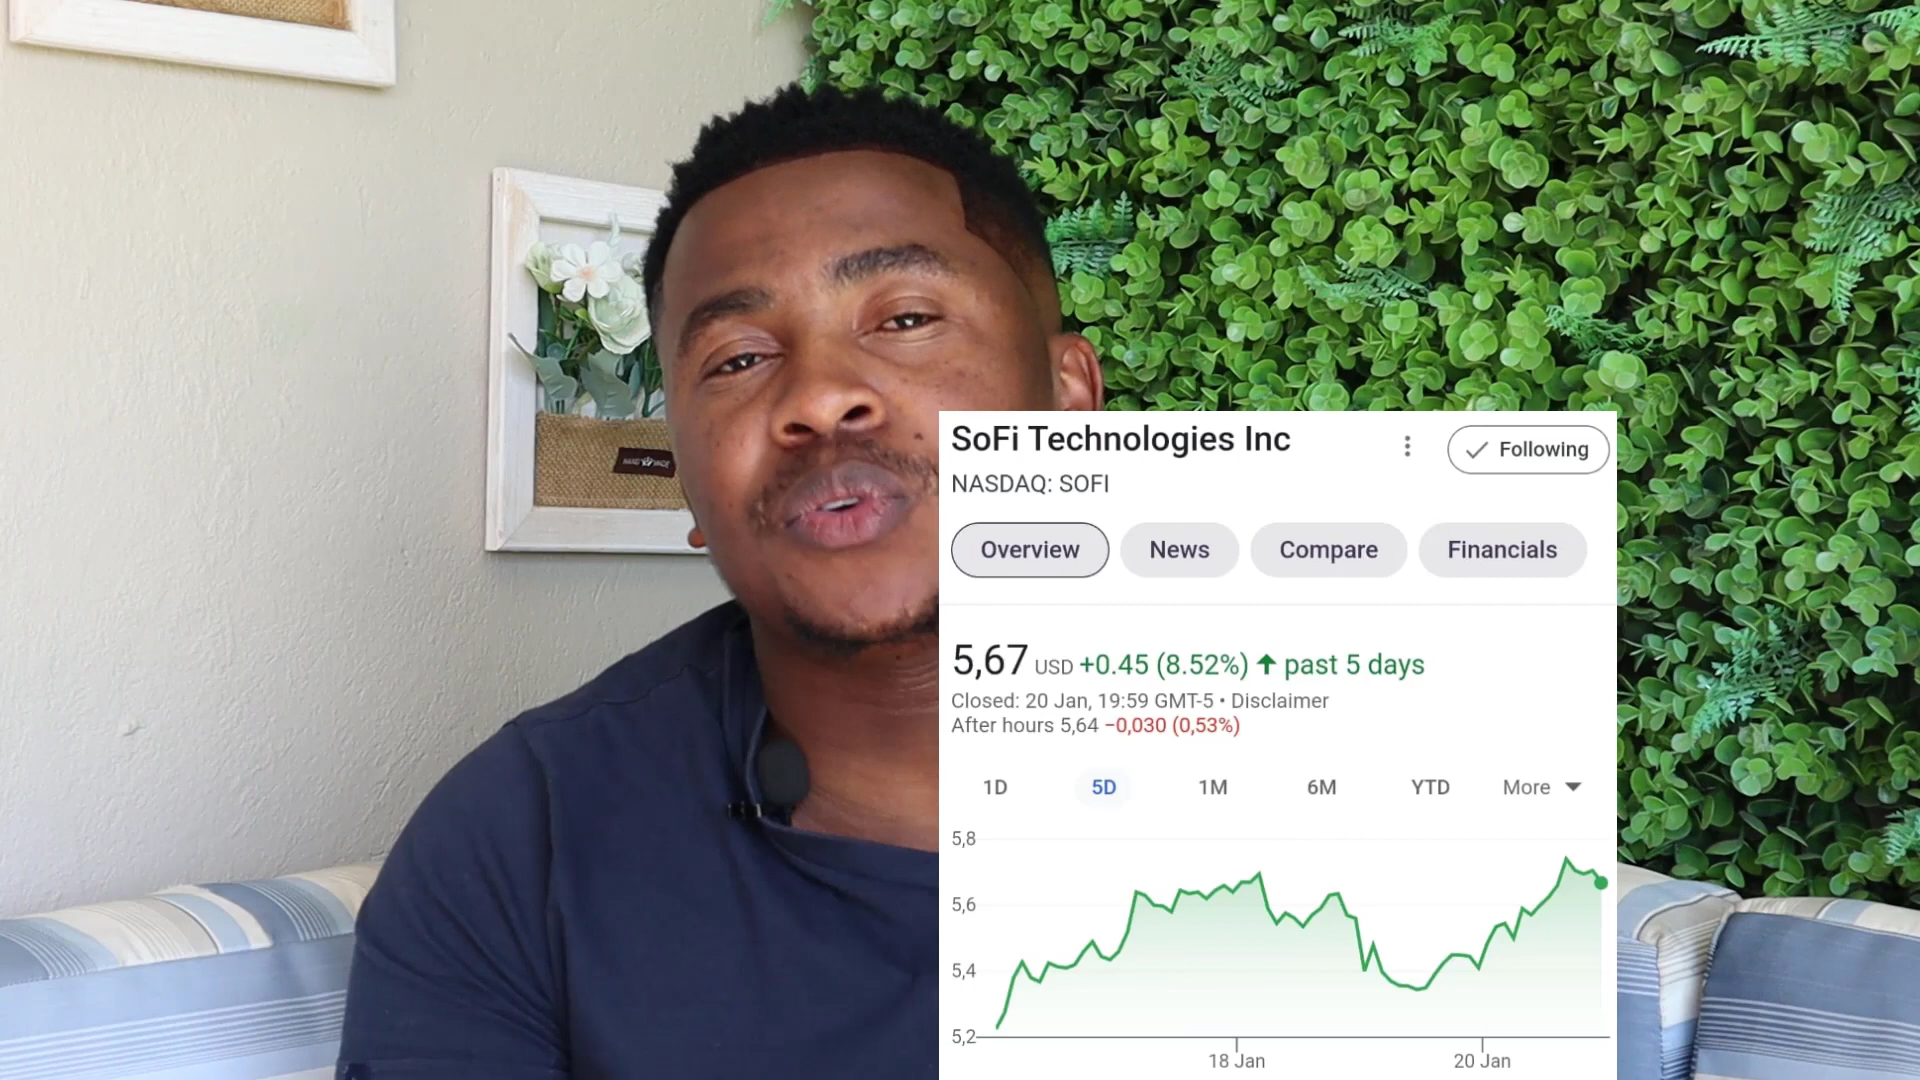 HAND MADE
SoFi Technologies Inc
Following
NASDAQ: SOFI
Overview
News
Compare
Financials
5,67 USD +0.45 (8.52%) ↑ past 5 days
Closed: 20 Jan, 19:59 GMT-5 • Disclaimer
After hours 5,64 −0,030 (0,53%)
1D 5D 1M 6M YTD More
5,8
5,6
5,4
5,2
18 Jan 20 Jan